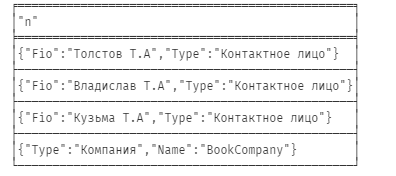 "n"
{"Fio":"Толстов Т.А","Type":"Контактное лицо"}
{"Fio":"Владислав Т.А","Type":"Контактное лицо"}
{"Fio":"Кузьма Т.А","Type":"Контактное лицо"}
{"Type":"Компания","Name":"BookCompany"}